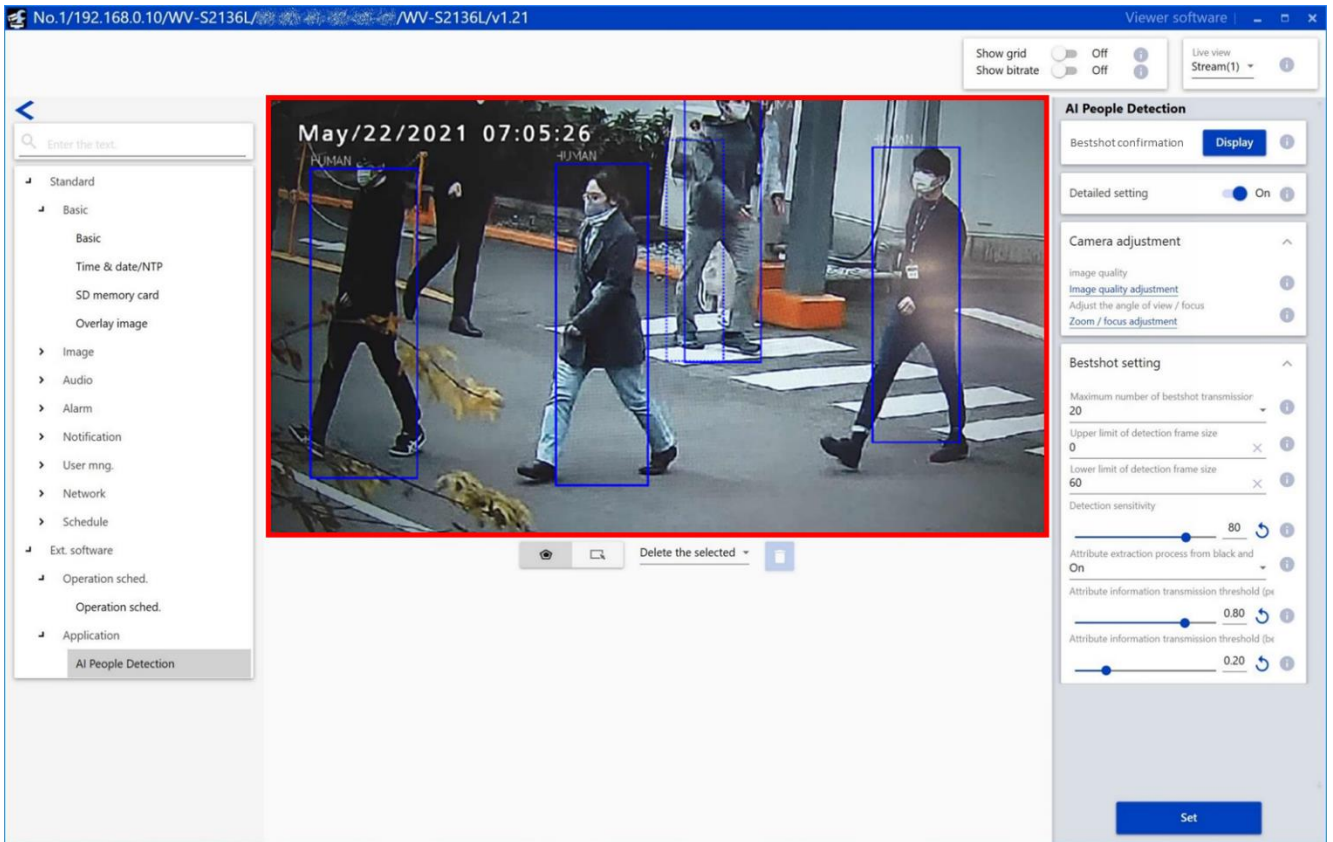 No.1/192.168.0.10/WV-S2136L/ /WV-S2136L/v1.21
Viewer software
Show grid Off
Show bitrate Off
Live view
Stream(1)
Enter the text.
Standard
Basic
Basic
Time & date/NTP
SD memory card
Overlay image
Image
Audio
Alarm
Notification
User mng.
Network
Schedule
Ext. software
Operation sched.
Operation sched.
Application
AI People Detection
May/22/2021 07:05:26
HUMAN
HUMAN
HUMAN
Delete the selected
AI People Detection
Bestshot confirmation Display
Detailed setting On
Camera adjustment
image quality
Image quality adjustment
Adjust the angle of view / focus
Zoom / focus adjustment
Bestshot setting
Maximum number of bestshot transmission
20
Upper limit of detection frame size
0
Lower limit of detection frame size
60
Detection sensitivity
80
Attribute extraction process from black and
On
Attribute information transmission threshold (pe
0.80
Attribute information transmission threshold (be
0.20
Set